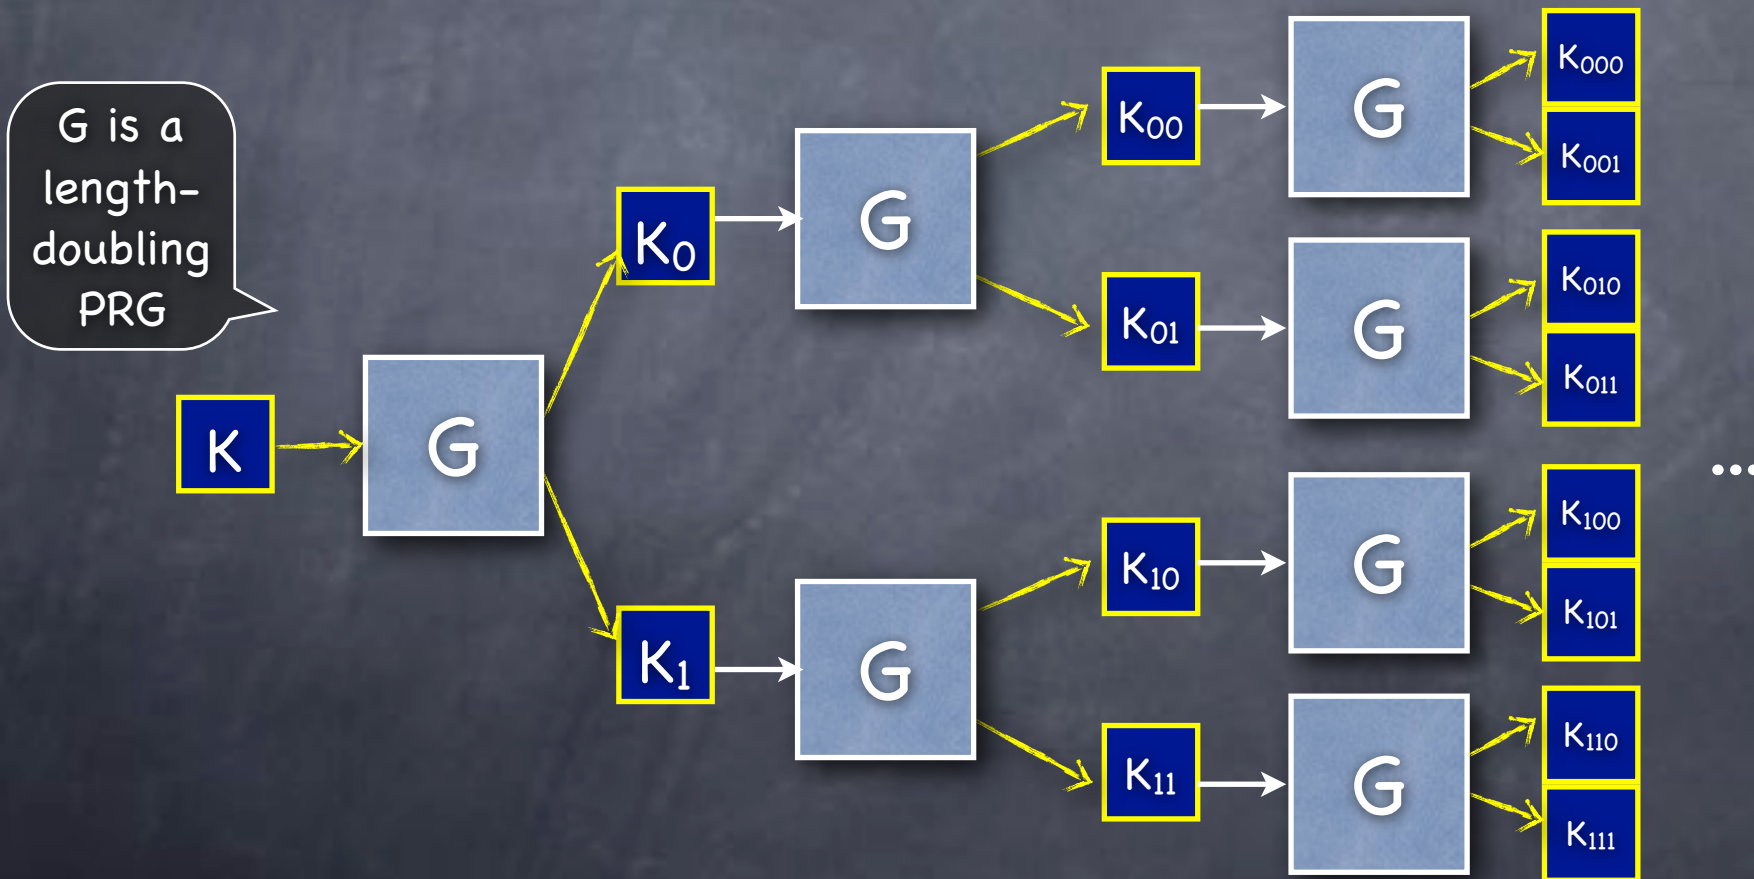 G is a
length-
doubling
PRG
K
G
K₀
K₁
G
G
K₀₀
K₀₁
K₁₀
K₁₁
G
G
G
G
K₀₀₀
K₀₀₁
K₀₁₀
K₀₁₁
K₁₀₀
K₁₀₁
K₁₁₀
K₁₁₁
...